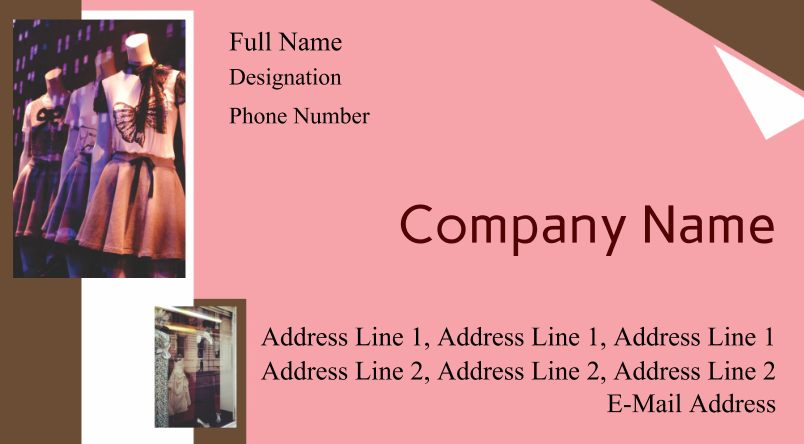 Full Name
Designation
Phone Number
Company Name
Address Line 1, Address Line 1, Address Line 1
Address Line 2, Address Line 2, Address Line 2
E-Mail Address